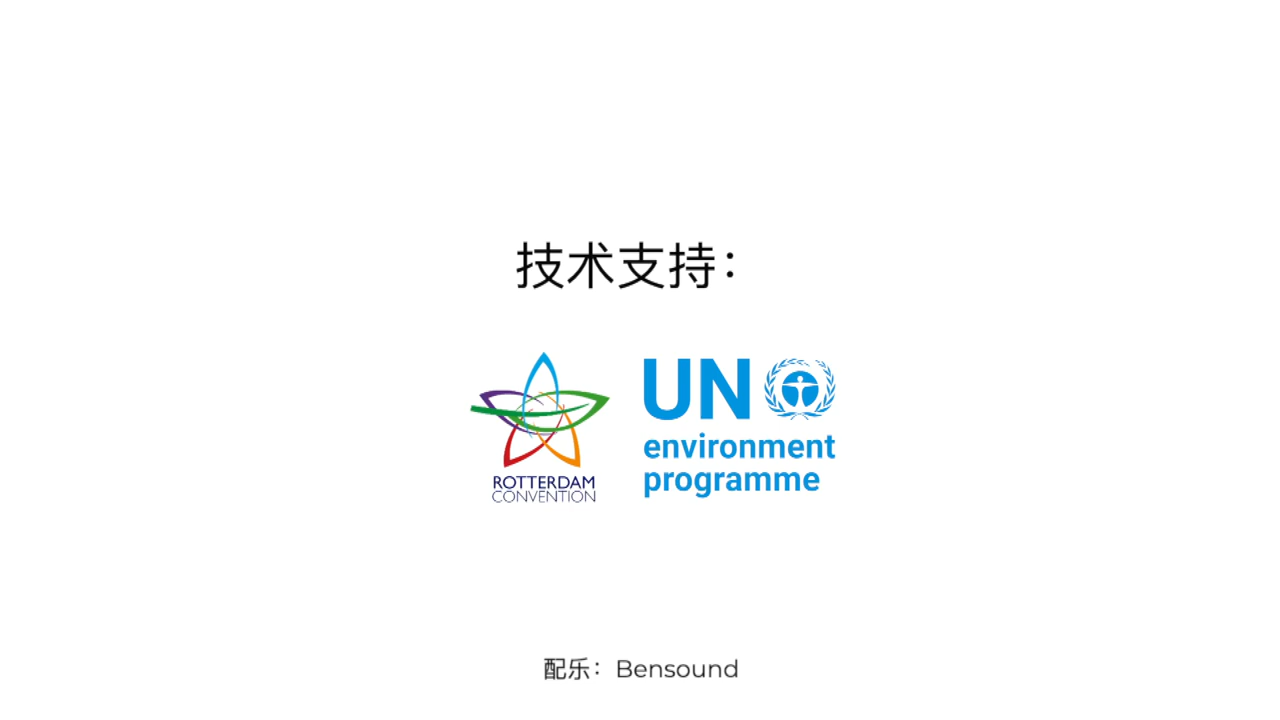 技术支持：
ROTTERDAM
CONVENTION
UN
environment
programme
配乐：Bensound